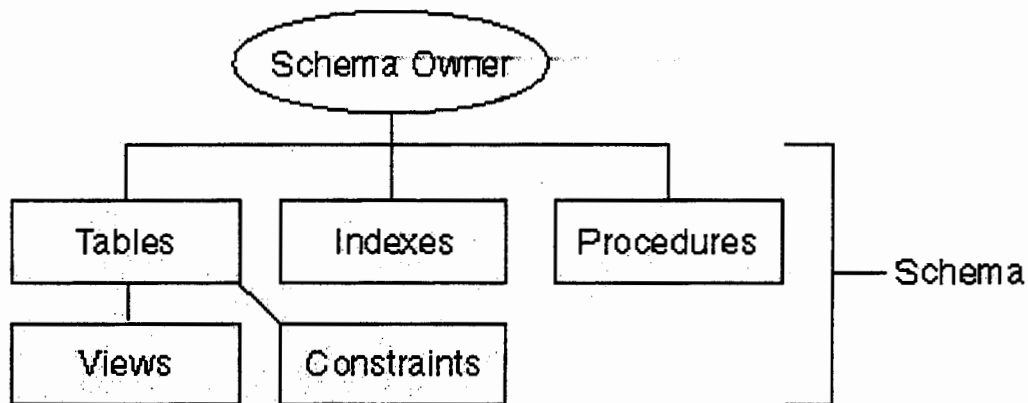 Schema Owner
Tables
Indexes
Procedures
Schema
Views
Constraints